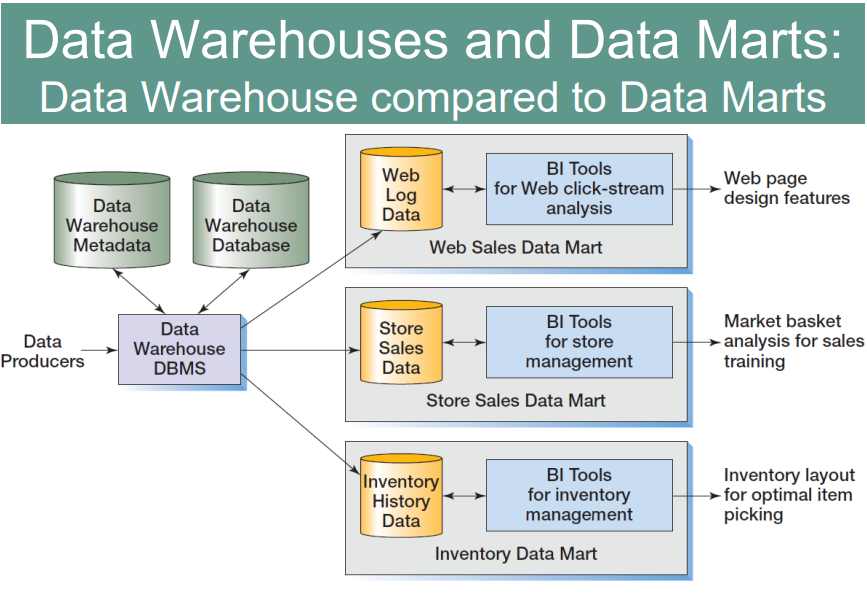 Data Warehouses and Data Marts:
Data Warehouse compared to Data Marts
Data
Warehouse
Metadata
Data
Warehouse
Database
Data
Producers
Data
Warehouse
DBMS
Web
Log
Data
BI Tools
for Web click-stream
analysis
Web Sales Data Mart
Web page
design features
Store
Sales
Data
BI Tools
for store
management
Store Sales Data Mart
Market basket
analysis for sales
training
Inventory
History
Data
BI Tools
for inventory
management
Inventory Data Mart
Inventory layout
for optimal item
picking